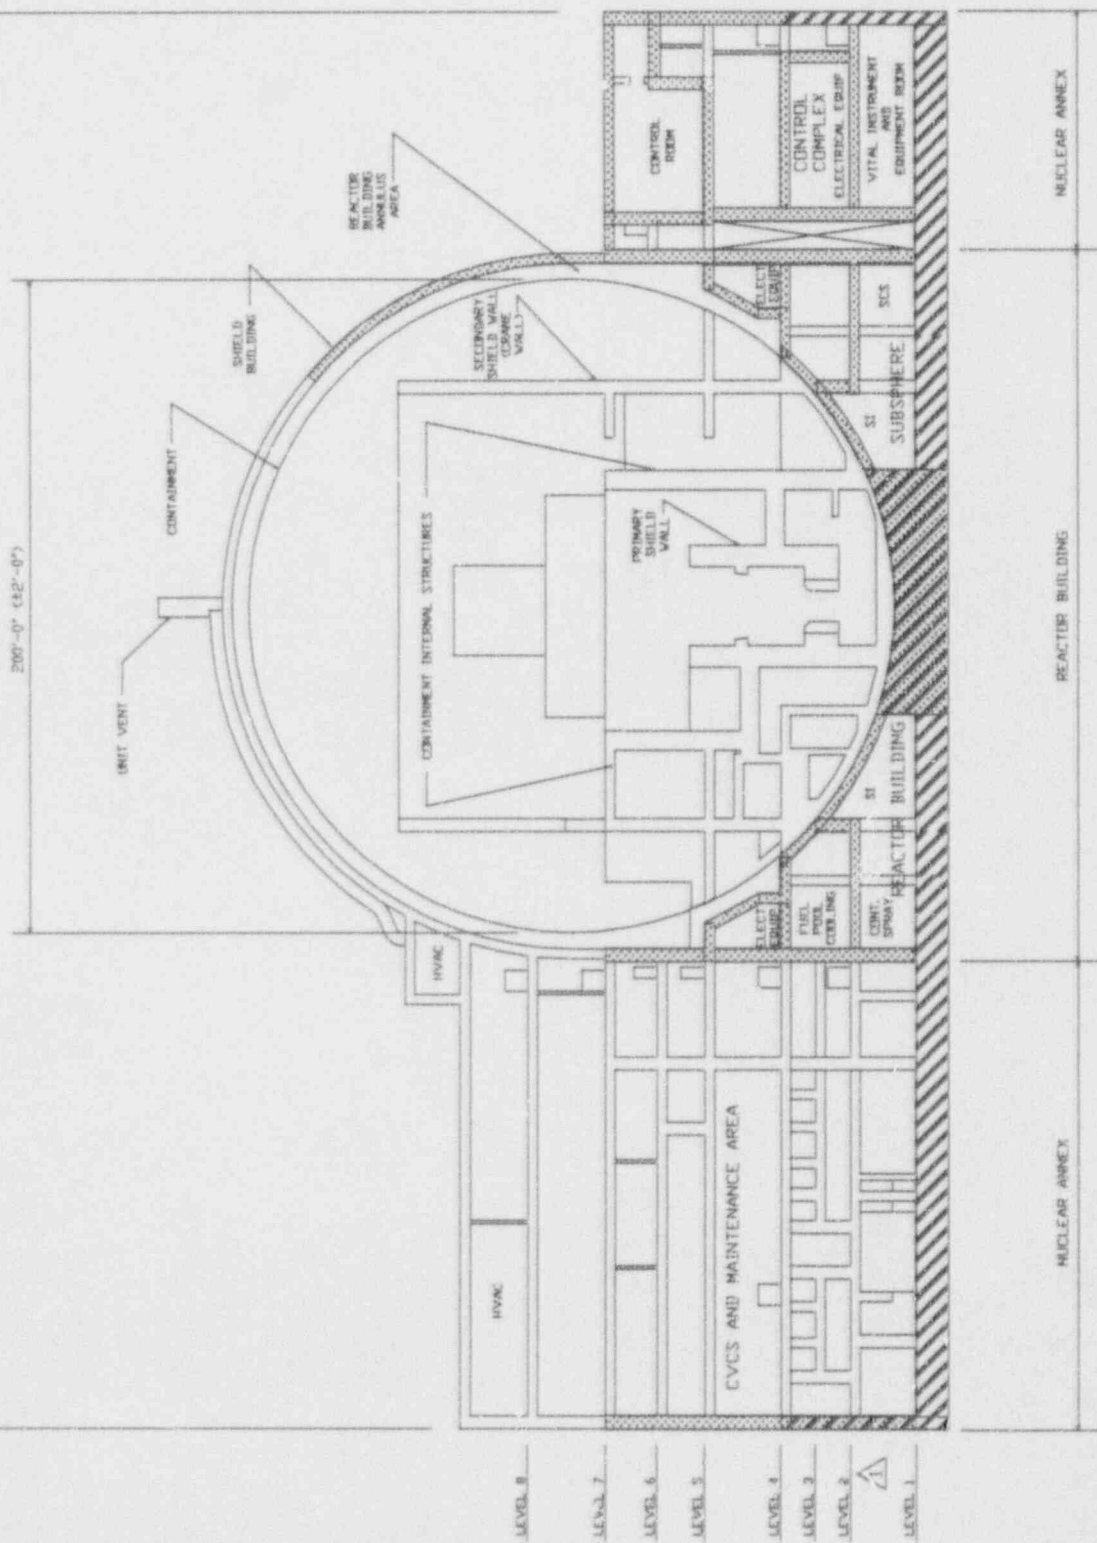 200'-0" (±2'-0")
UNIT VENT
CONTAINMENT
SHIELD
BUILDING
REACTOR
BUILDING
ANNULUS
AREA
HVAC
HVAC
CONTAINMENT INTERNAL STRUCTURES
SECONDARY
SHIELD WALL
(CRANE
WALL)
PRIMARY
SHIELD
WALL
CONTROL
ROOM
CVCS AND MAINTENANCE AREA
ELECT
EQUIP
ELECT
EQUIP
CONTROL
COMPLEX
ELECTRICAL EQUIP
FUEL
POOL
COOLING
CONT.
SPRAY
SI
REACTOR BUILDING
SI
SUBSPHERE
SCS
VITAL INSTRUMENT
AND
EQUIPMENT ROOM
LEVEL 8
LEVEL 7
LEVEL 6
LEVEL 5
LEVEL 4
LEVEL 3
LEVEL 2
1
LEVEL 1
NUCLEAR ANNEX
REACTOR BUILDING
NUCLEAR ANNEX